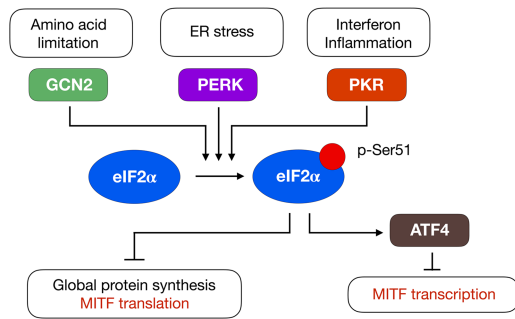 Amino acid
limitation
ER stress
Interferon
Inflammation
GCN2
PERK
PKR
p-Ser51
eIF2α
eIF2α
ATF4
Global protein synthesis
MITF translation
MITF transcription